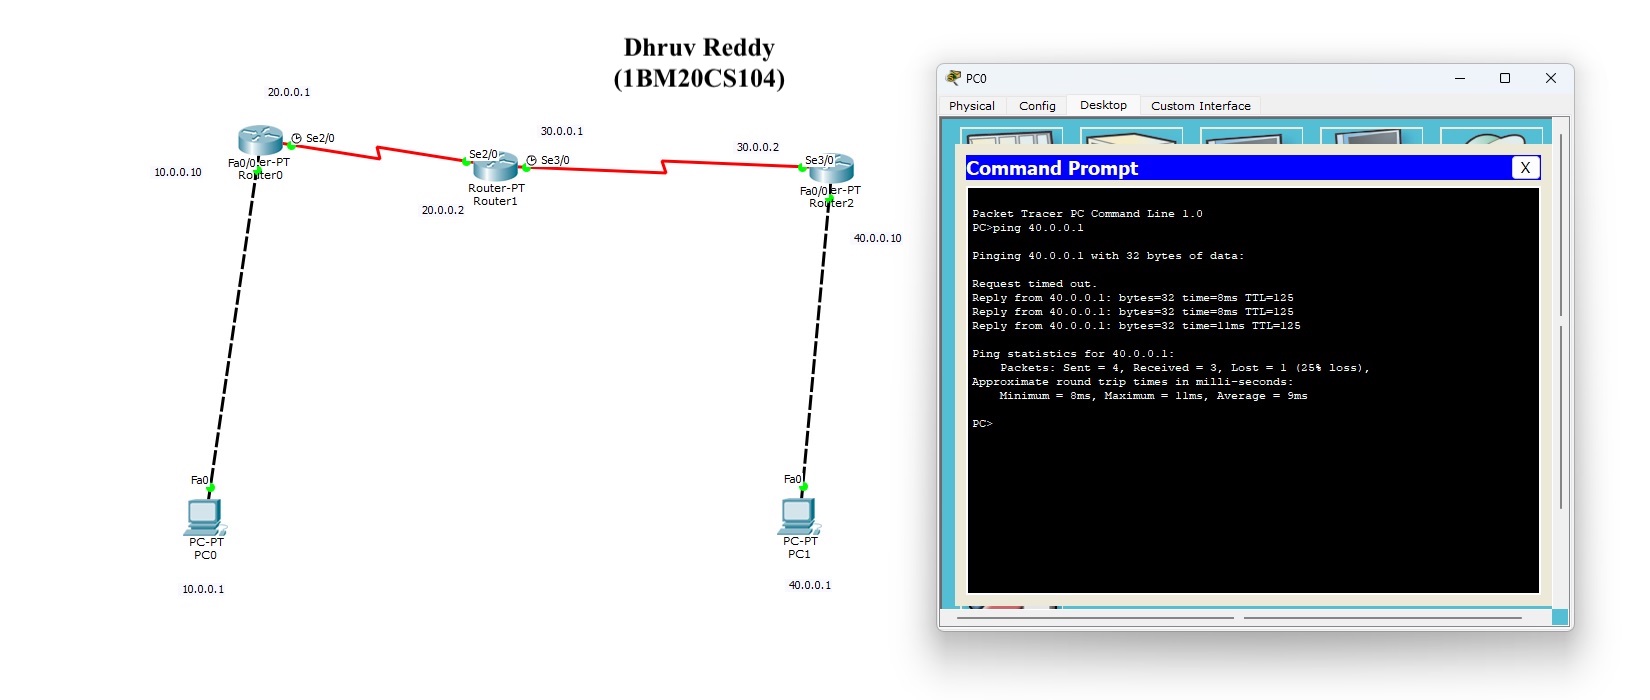 Dhruv Reddy
(1BM20CS104)
20.0.0.1
Se2/0
Fa0/0er-PT
Router0
10.0.0.10
30.0.0.1
Se2/0
Se3/0
Router-PT
Router1
20.0.0.2
30.0.0.2
Se3/0
Fa0/0er-PT
Router2
40.0.0.10
Fa0
PC-PT
PC0
10.0.0.1
Fa0
PC-PT
PC1
40.0.0.1
PC0
Physical Config Desktop Custom Interface
Command Prompt X
Packet Tracer PC Command Line 1.0
PC>ping 40.0.0.1
Pinging 40.0.0.1 with 32 bytes of data:
Request timed out.
Reply from 40.0.0.1: bytes=32 time=8ms TTL=125
Reply from 40.0.0.1: bytes=32 time=8ms TTL=125
Reply from 40.0.0.1: bytes=32 time=11ms TTL=125
Ping statistics for 40.0.0.1:
Packets: Sent = 4, Received = 3, Lost = 1 (25% loss),
Approximate round trip times in milli-seconds:
Minimum = 8ms, Maximum = 11ms, Average = 9ms
PC>